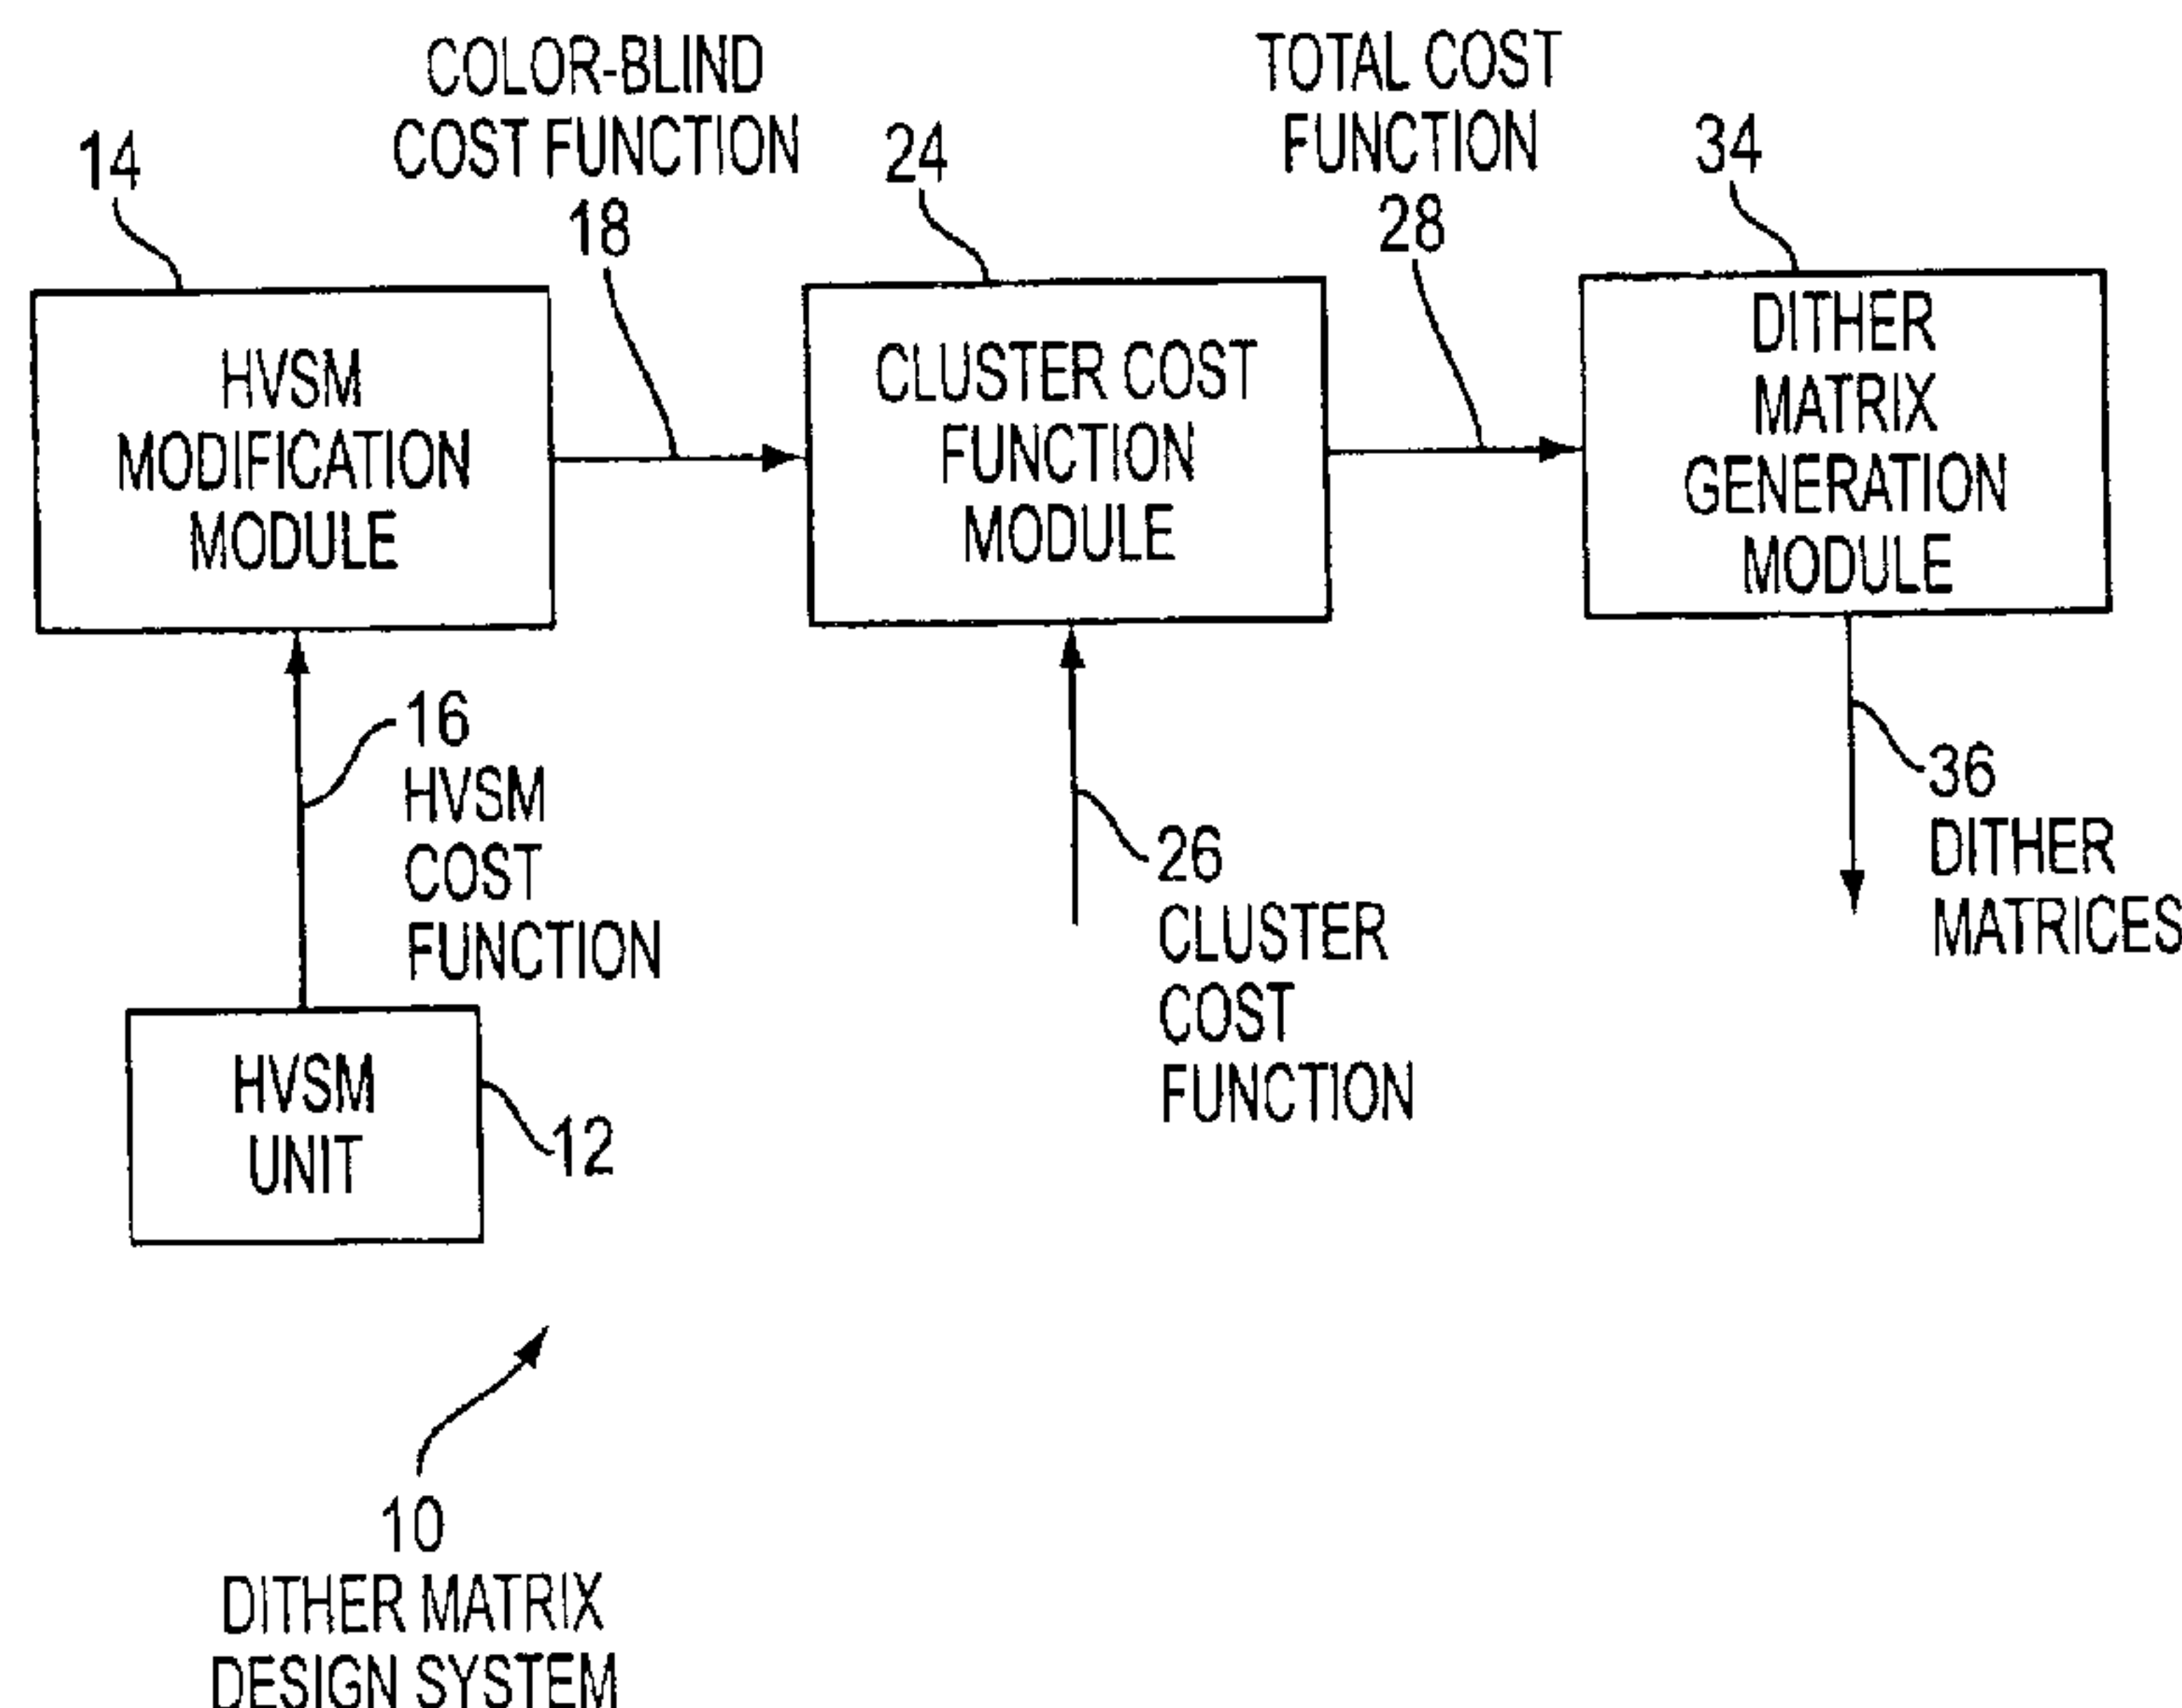 COLOR-BLIND
COST FUNCTION
18
TOTAL COST
FUNCTION
28
14
24
34
HVSM
MODIFICATION
MODULE
CLUSTER COST
FUNCTION
MODULE
DITHER
MATRIX
GENERATION
MODULE
16
HVSM
COST
FUNCTION
26
CLUSTER
COST
FUNCTION
36
DITHER
MATRICES
HVSM
UNIT
12
10
DITHER MATRIX
DESIGN SYSTEM